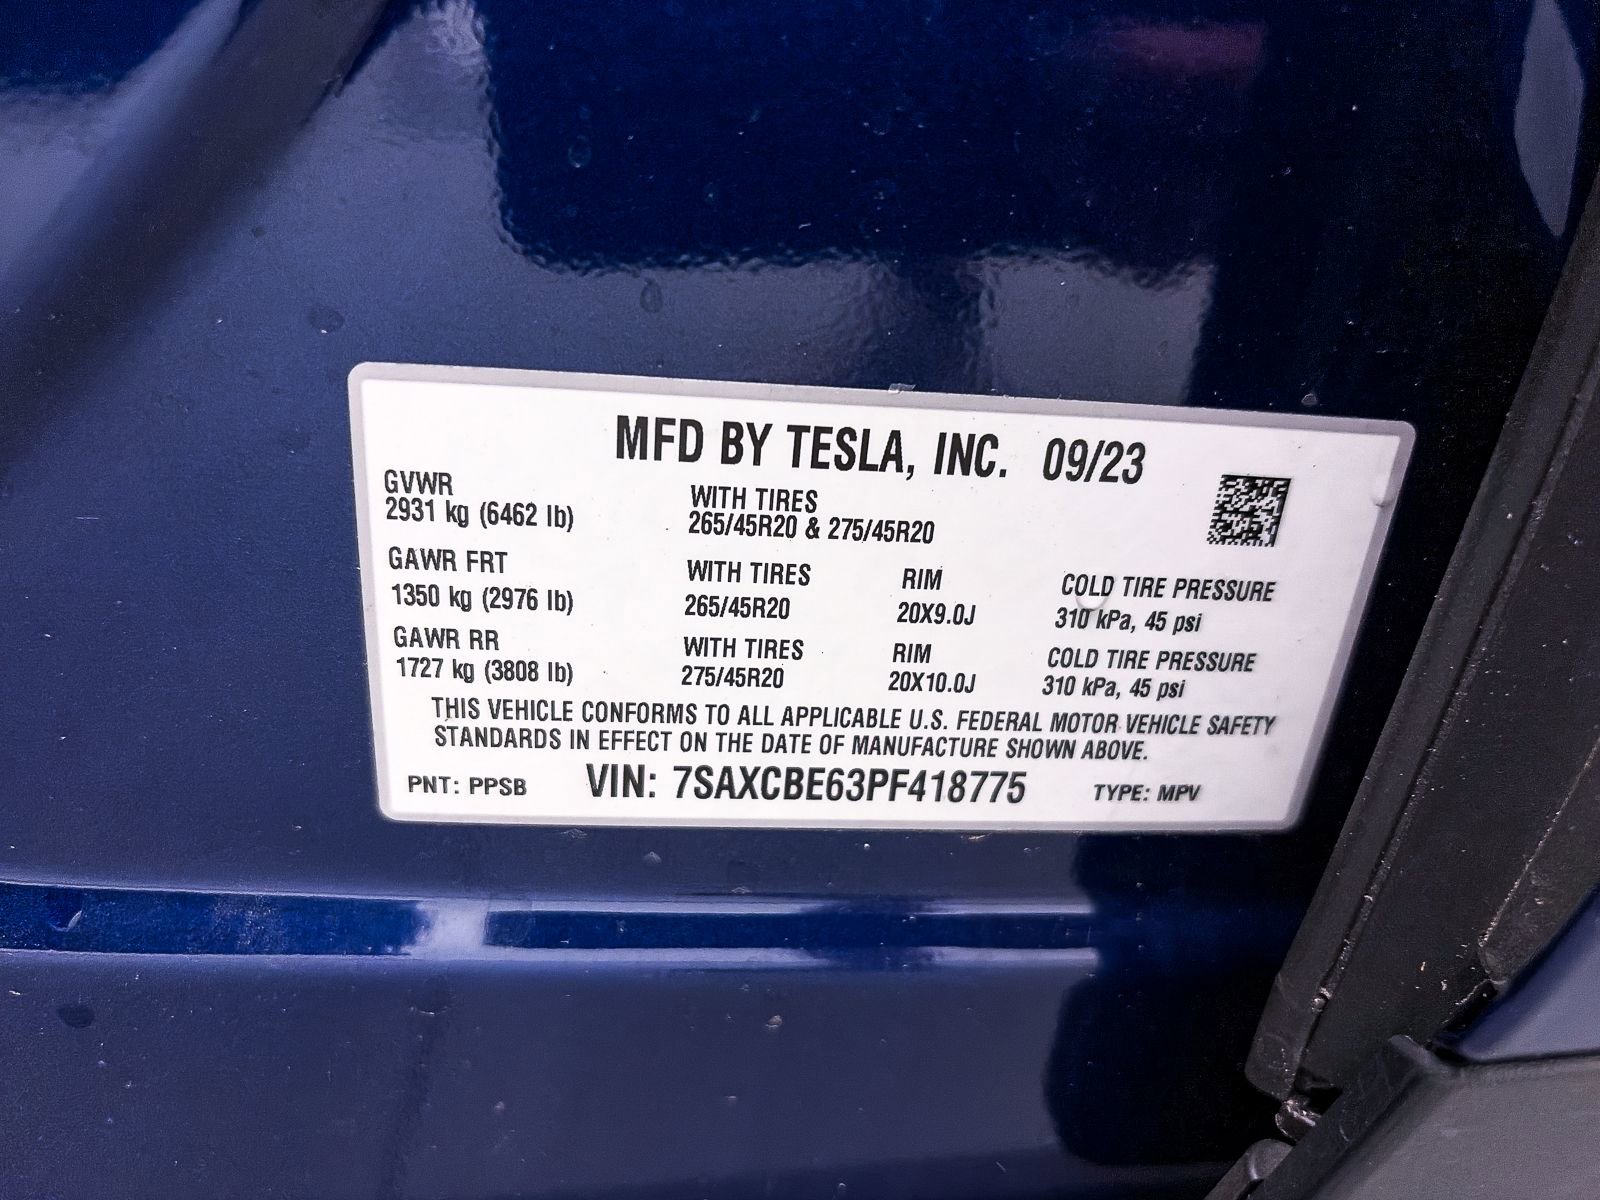 MFD BY TESLA, INC. 09/23
GVWR WITH TIRES
2931 kg (6462 lb) 265/45R20 & 275/45R20
GAWR FRT WITH TIRES RIM COLD TIRE PRESSURE
1350 kg (2976 lb) 265/45R20 20X9.0J 310 kPa, 45 psi
GAWR RR WITH TIRES RIM COLD TIRE PRESSURE
1727 kg (3808 lb) 275/45R20 20X10.0J 310 kPa, 45 psi
THIS VEHICLE CONFORMS TO ALL APPLICABLE U.S. FEDERAL MOTOR VEHICLE SAFETY
STANDARDS IN EFFECT ON THE DATE OF MANUFACTURE SHOWN ABOVE.
PNT: PPSB VIN: 7SAXCBE63PF418775 TYPE: MPV